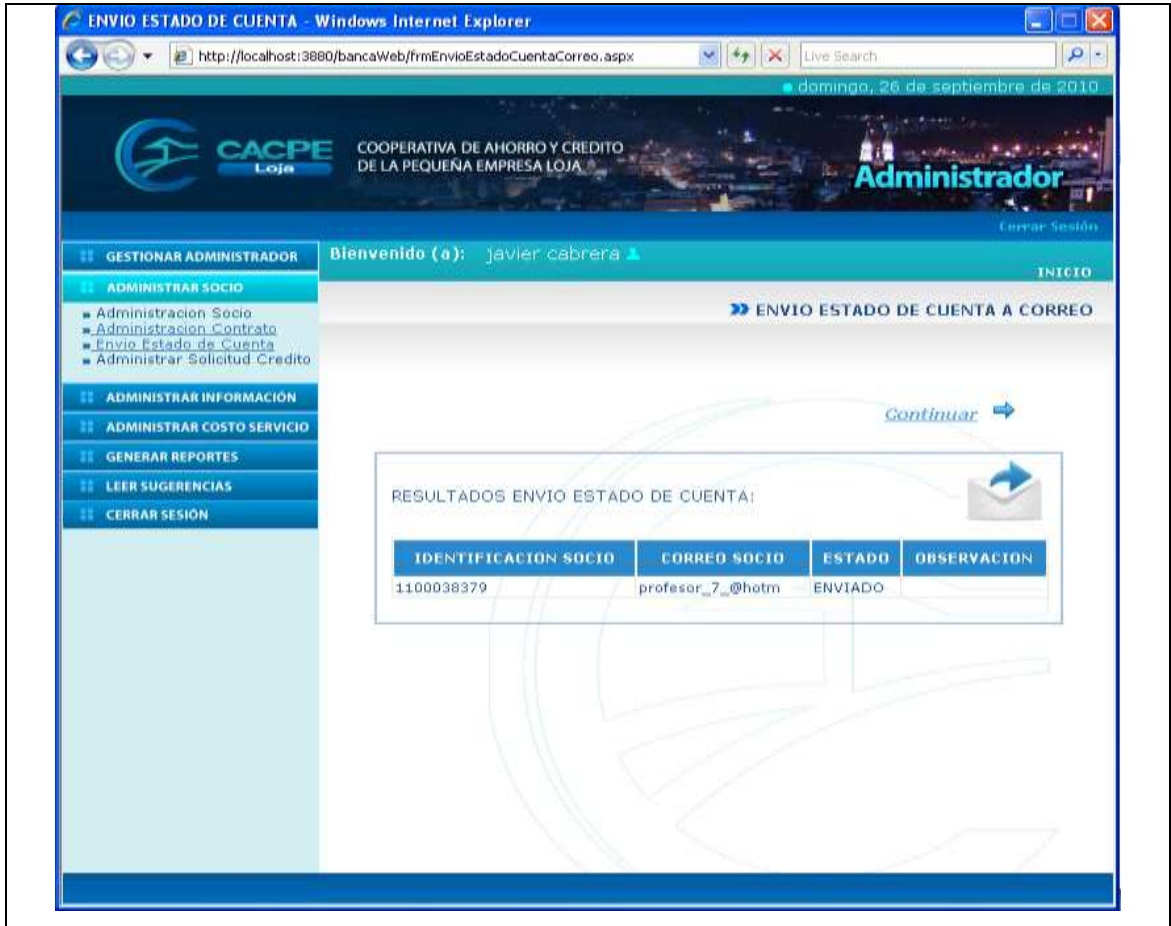 ENVIO ESTADO DE CUENTA - Windows Internet Explorer
http://localhost:3880/bancaWeb/frmEnvioEstadoCuentaCorreo.aspx
Live Search
domingo, 26 de septiembre de 2010
CACPE
Loja
COOPERATIVA DE AHORRO Y CREDITO
DE LA PEQUEÑA EMPRESA LOJA
Administrador
Cerrar Sesión
GESTIONAR ADMINISTRADOR
ADMINISTRAR SOCIO
Administracion Socio
Administracion Contrato
Envio Estado de Cuenta
Administrar Solicitud Credito
ADMINISTRAR INFORMACIÓN
ADMINISTRAR COSTO SERVICIO
GENERAR REPORTES
LEER SUGERENCIAS
CERRAR SESIÓN
Bienvenido (a): javier cabrera
INICIO
ENVIO ESTADO DE CUENTA A CORREO
Continuar
RESULTADOS ENVIO ESTADO DE CUENTA:
IDENTIFICACION SOCIO CORREO SOCIO ESTADO OBSERVACION
1100038379 profesor_7_@hotm ENVIADO